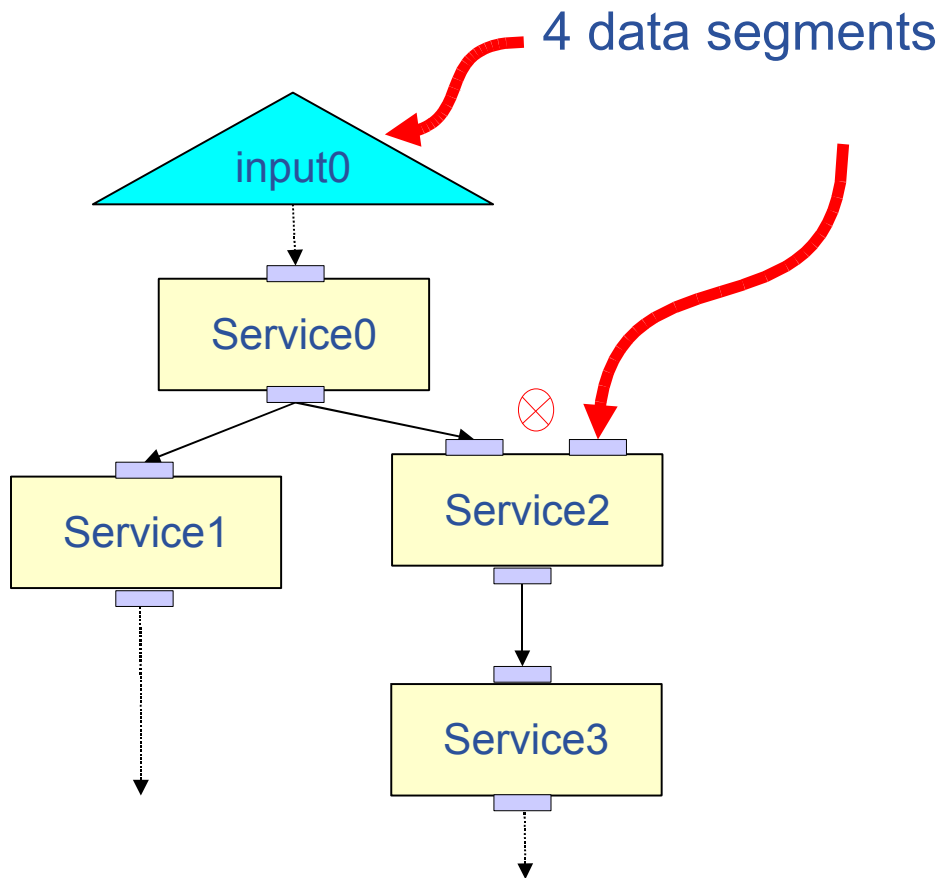 4 data segments
input0
Service0
Service2
Service1
Service3